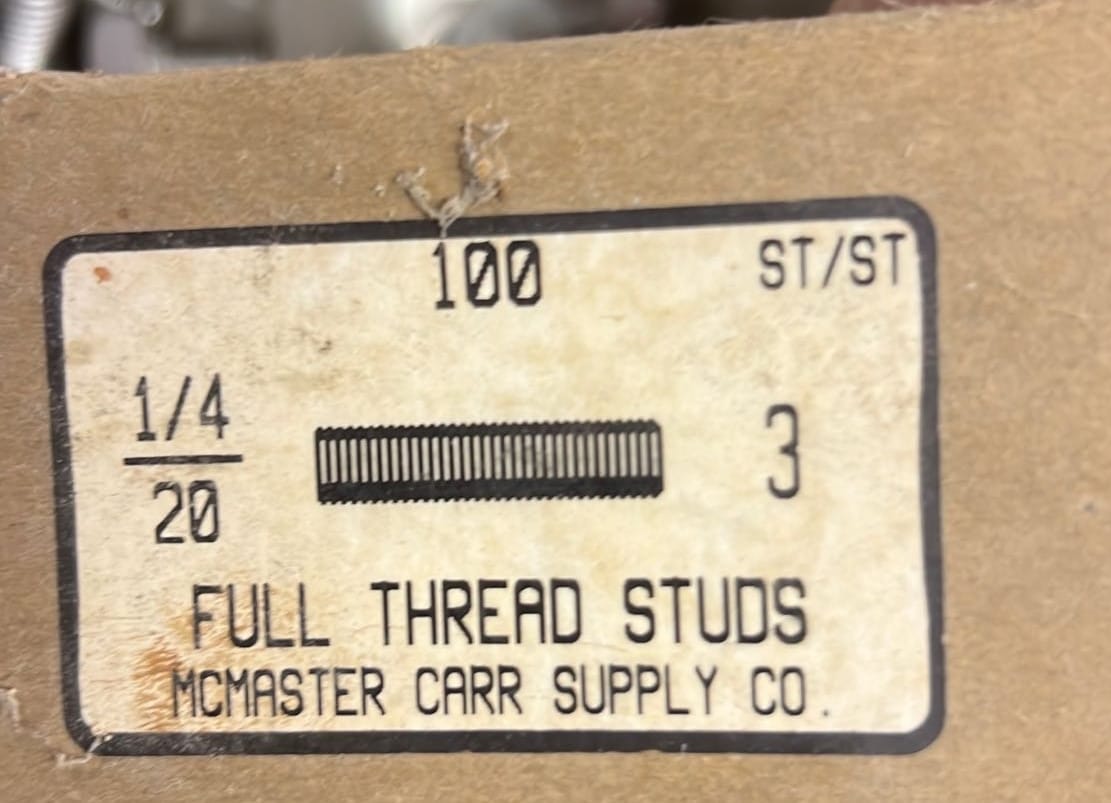 100 ST/ST
1/4
20
3
FULL THREAD STUDS
MCMASTER CARR SUPPLY CO.